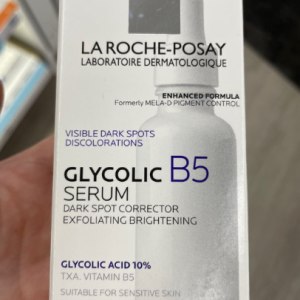 LA ROCHE-POSAY
LABORATOIRE DERMATOLOGIQUE
ENHANCED FORMULA
Formerly MELA-D PIGMENT CONTROL
VISIBLE DARK SPOTS
DISCOLORATIONS
GLYCOLIC B5
SERUM
DARK SPOT CORRECTOR
EXFOLIATING BRIGHTENING
GLYCOLIC ACID 10%
TXA. VITAMIN B5
SUITABLE FOR SENSITIVE SKIN